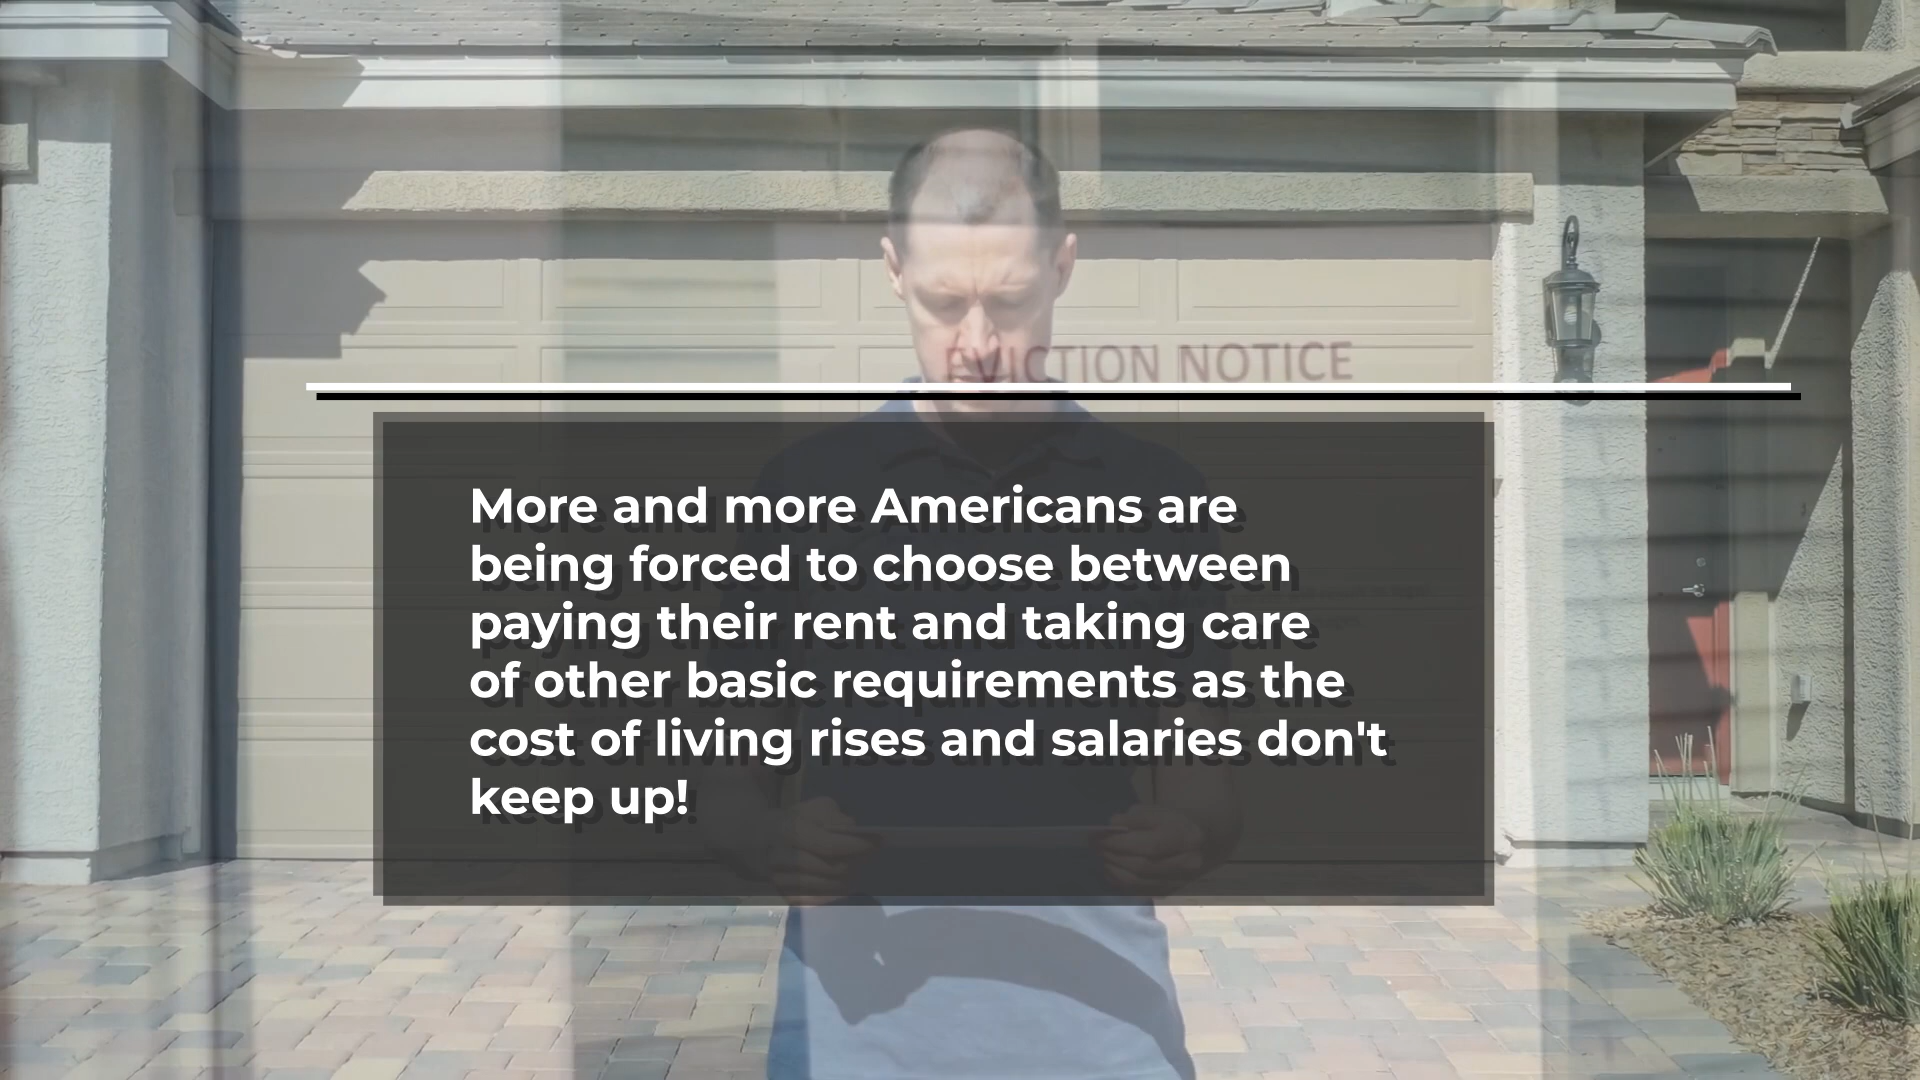 EVICTION NOTICE
More and more Americans are
being forced to choose between
paying their rent and taking care
of other basic requirements as the
cost of living rises and salaries don't
keep up!